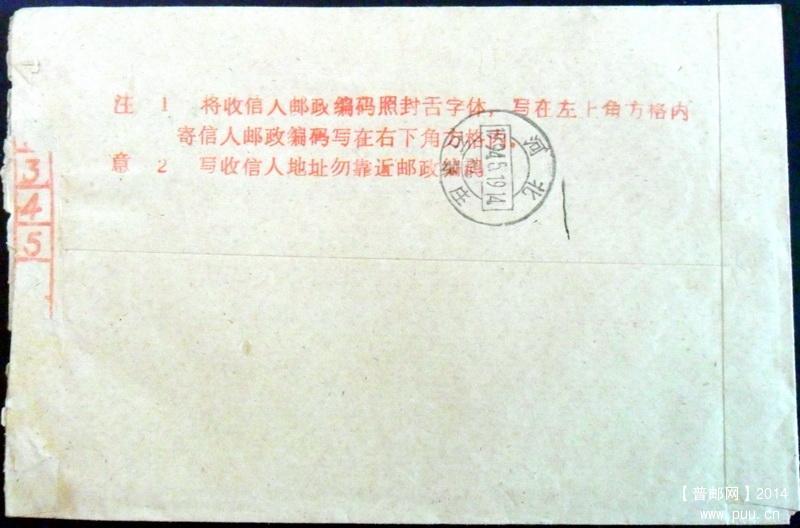 注 1 将收信人邮政编码照封舌字体，写在左上角方格内
寄信人邮政编码写在右下角方格内。
意 2 写收信人地址勿靠近邮政编码
3
4
5
河北
【普邮网】2014
www.puu.cn